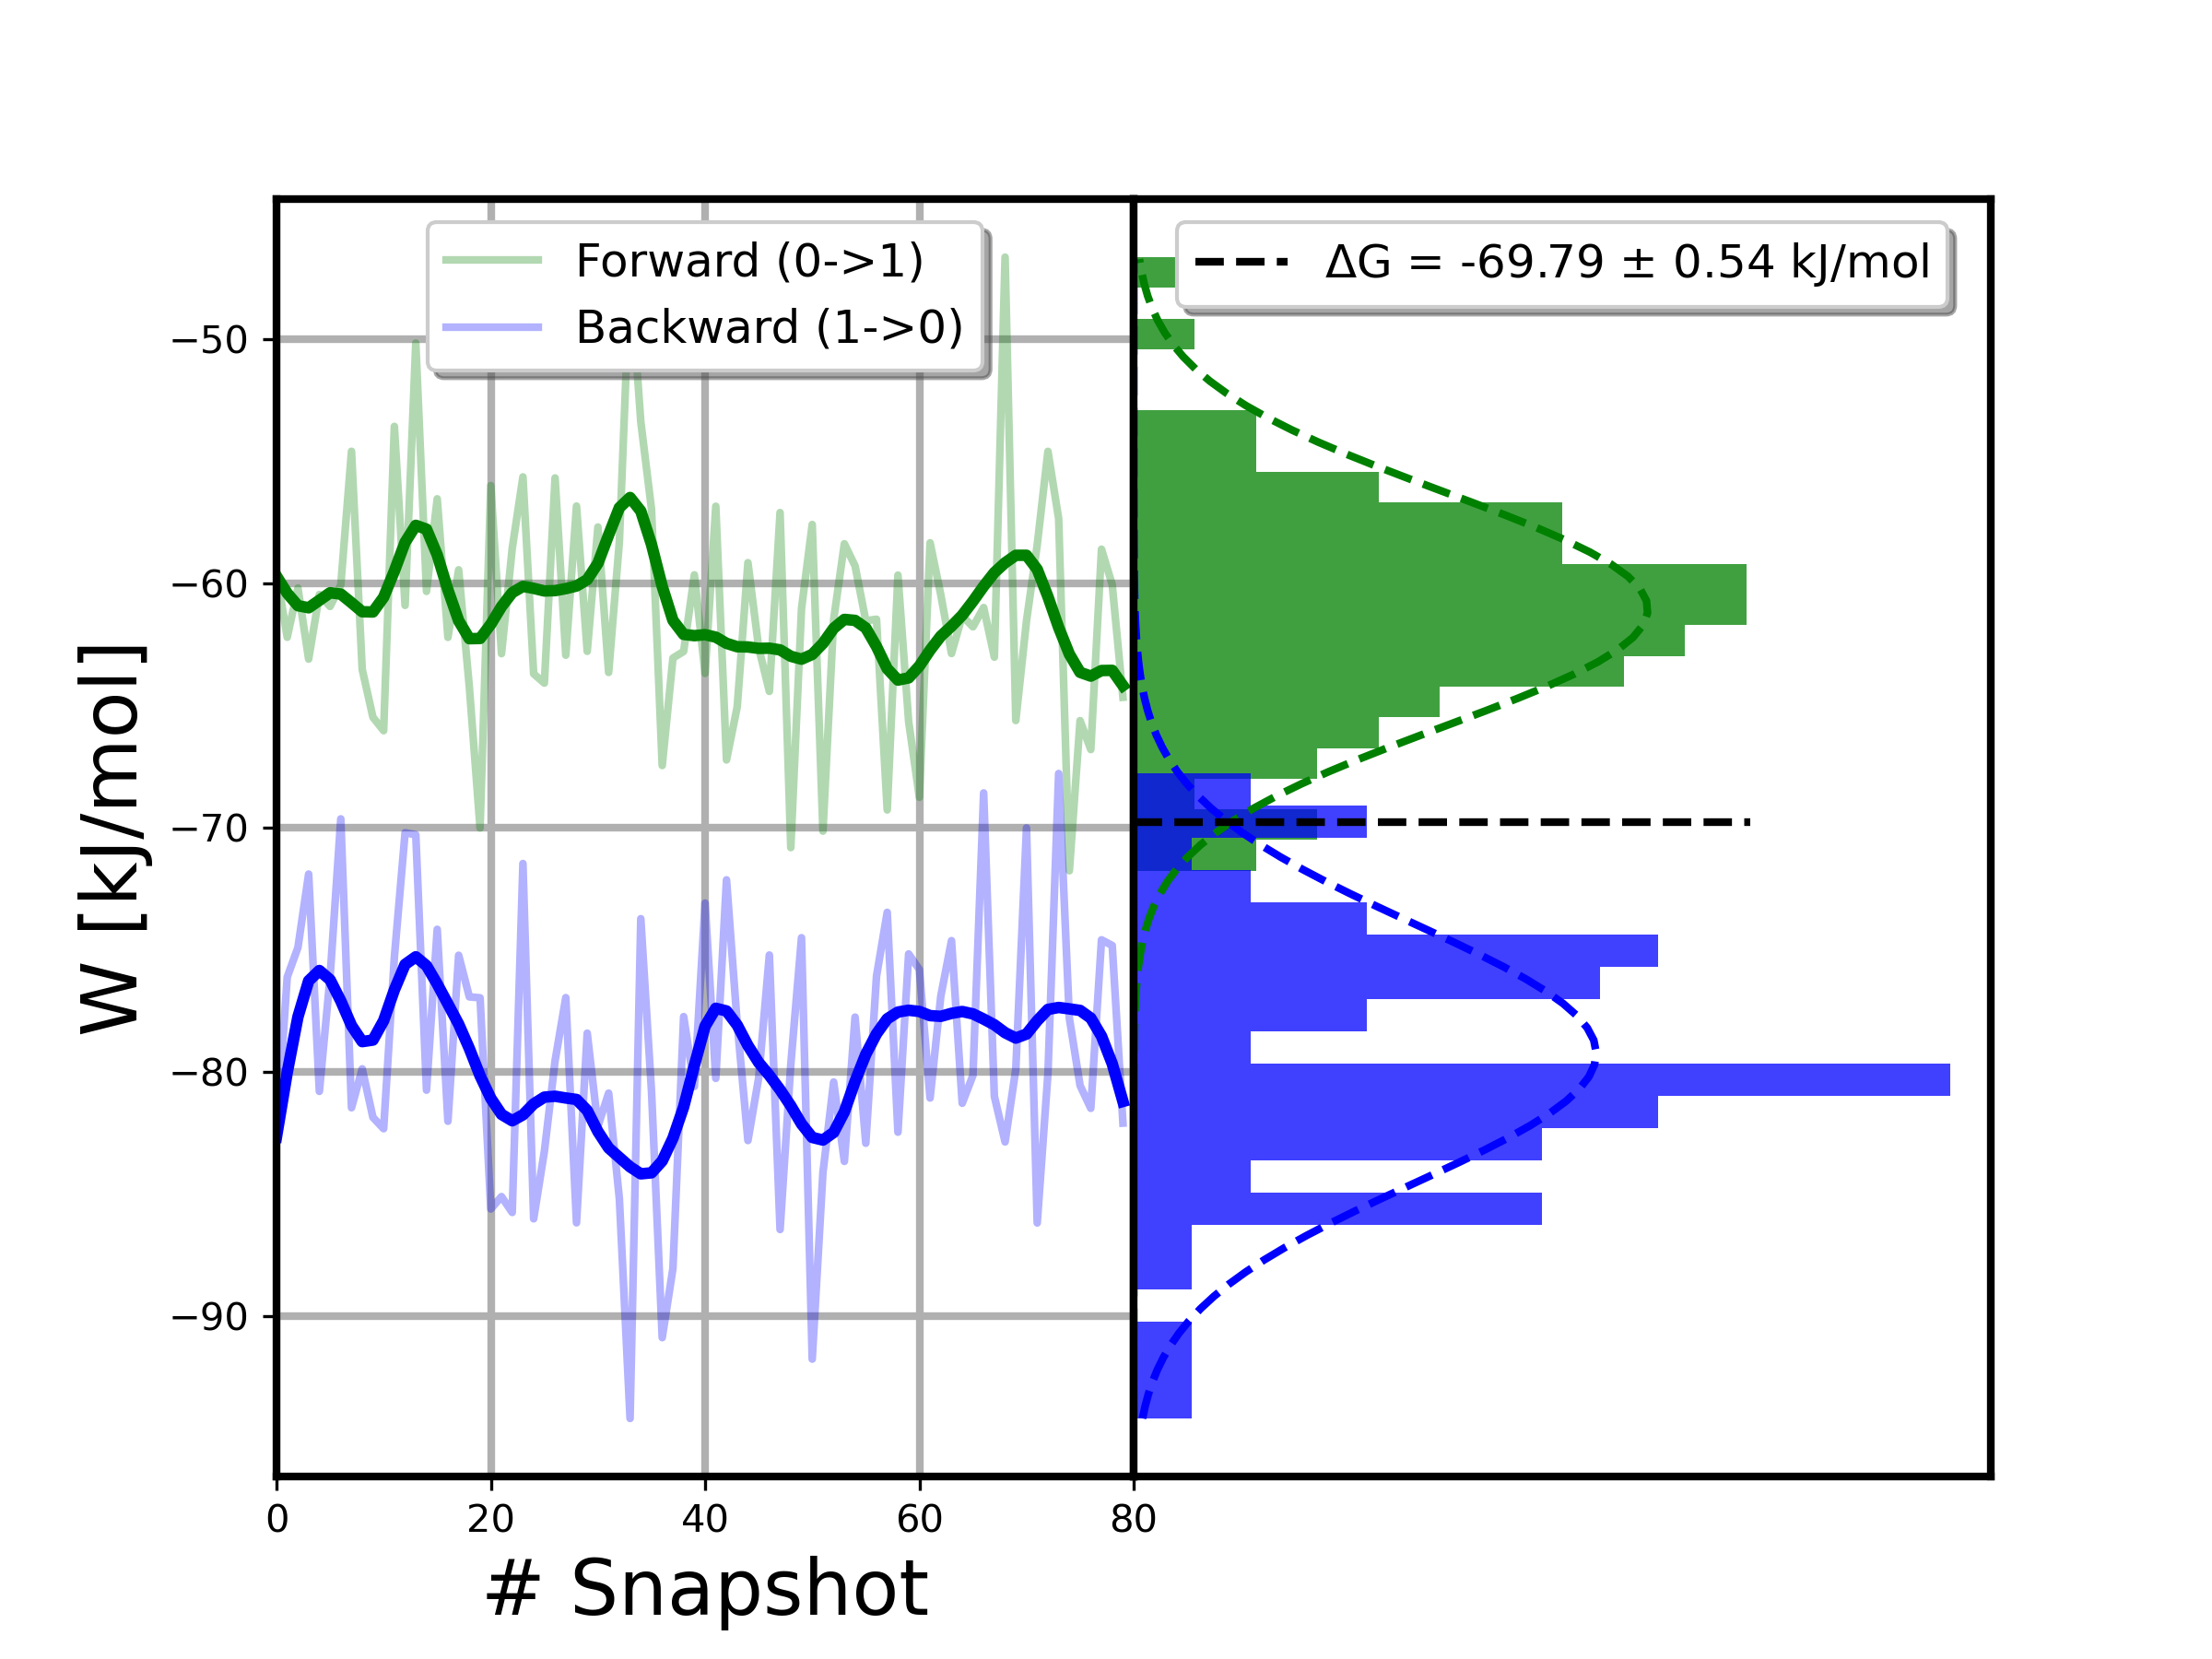 Forward (0->1)
Backward (1->0)
ΔG = -69.79 ± 0.54 kJ/mol
W [kJ/mol]
−50
−60
−70
−80
−90
0 20 40 60 80
# Snapshot